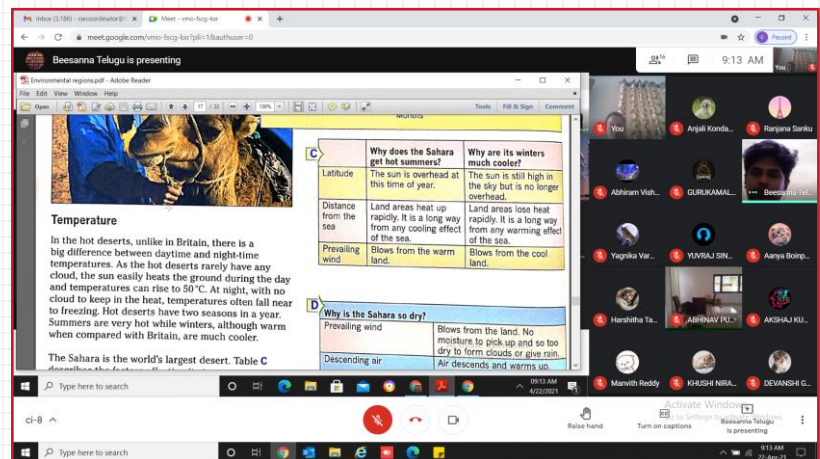 Inbox (3,186) - ciecoordinator@
Meet - vmo-fscg-ksr
meet.google.com/vmo-fscg-ksr?pli=1&authuser=0
Paused
Beesanna Telugu is presenting
16
9:13 AM
You
Environmental regions.pdf - Adobe Reader
File Edit View Window Help
Open
17 / 22
Tools
Fill & Sign
Comment
Months
C
Why does the Sahara get hot summers?
Why are its winters much cooler?
Latitude
The sun is overhead at this time of year.
The sun is still high in the sky but is no longer overhead.
Distance from the sea
Land areas heat up rapidly. It is a long way from any cooling effect of the sea.
Land areas lose heat rapidly. It is a long way from any warming effect of the sea.
Prevailing wind
Blows from the warm land.
Blows from the cool land.
Temperature
In the hot deserts, unlike in Britain, there is a
big difference between daytime and night-time
temperatures. As the hot deserts rarely have any
cloud, the sun easily heats the ground during the day
and temperatures can rise to 50°C. At night, with no
cloud to keep in the heat, temperatures often fall near
to freezing. Hot deserts have two seasons in a year.
Summers are very hot while winters, although warm
when compared with Britain, are much cooler.
The Sahara is the world's largest desert. Table C
D
Why is the Sahara so dry?
Prevailing wind
Blows from the land. No moisture to pick up and so too dry to form clouds or give rain.
Descending air
Air descends and warms up.
You
Anjali Konda...
Ranjana Sanku
Abhiram Vish...
GURUKAMAL...
Beesanna Tel...
Yagnika Var...
YUVRAJ SIN...
Aanya Boinp...
Harshitha Ta...
ABHINAV PU...
AKSHAJ KU...
Manvith Reddy
KHUSHI NIRA...
DEVANSHI G...
Type here to search
09:13 AM
4/22/2021
ci-8
Raise hand
Turn on captions
Beesanna Telugu
is presenting
Activate Windows
Go to Settings to activate Windows.
Type here to search
9:13 AM
22-Apr-21